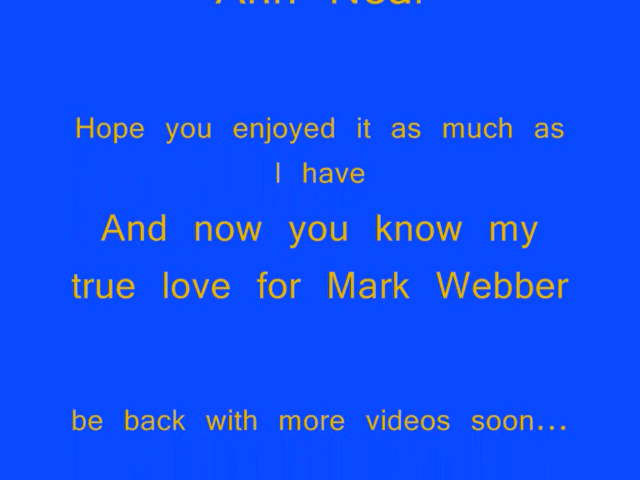 Hope you enjoyed it as much as
I have
And now you know my
true love for Mark Webber
be back with more videos soon...